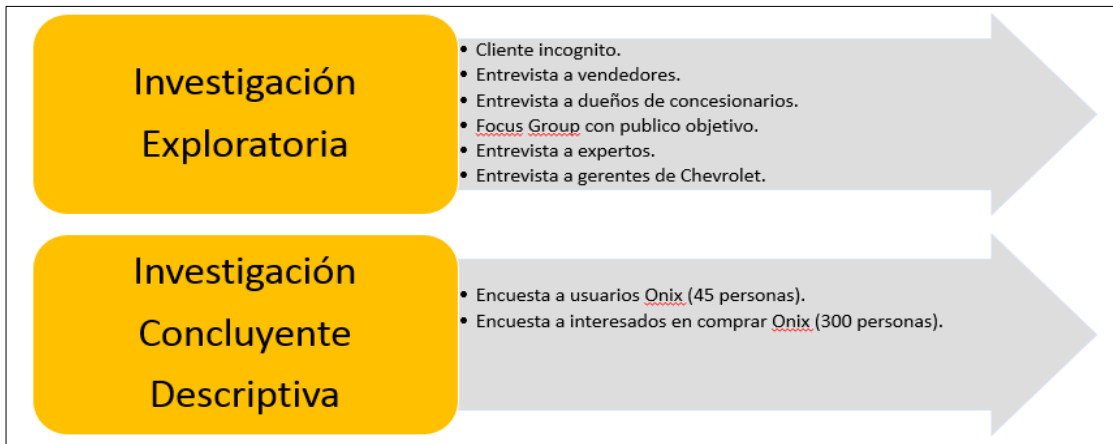 Investigación
Exploratoria
• Cliente incognito.
• Entrevista a vendedores.
• Entrevista a dueños de concesionarios.
• Focus Group con publico objetivo.
• Entrevista a expertos.
• Entrevista a gerentes de Chevrolet.
Investigación
Concluyente
Descriptiva
• Encuesta a usuarios Onix (45 personas).
• Encuesta a interesados en comprar Onix (300 personas).